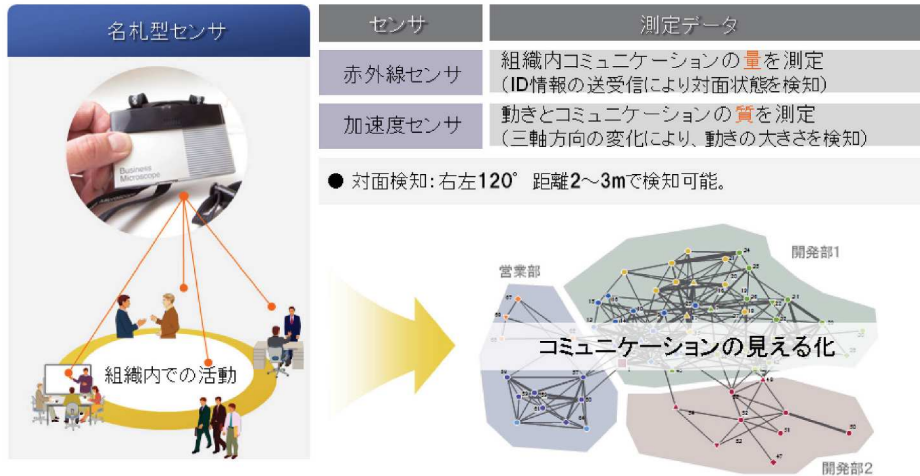 名札型センサ
Business
Microscope
組織内での活動
センサ 測定データ
赤外線センサ 組織内コミュニケーションの量を測定
(ID情報の送受信により対面状態を検知)
加速度センサ 動きとコミュニケーションの質を測定
(三軸方向の変化により、動きの大きさを検知)
● 対面検知:右左120° 距離2～3mで検知可能。
営業部
開発部1
コミュニケーションの見える化
開発部2